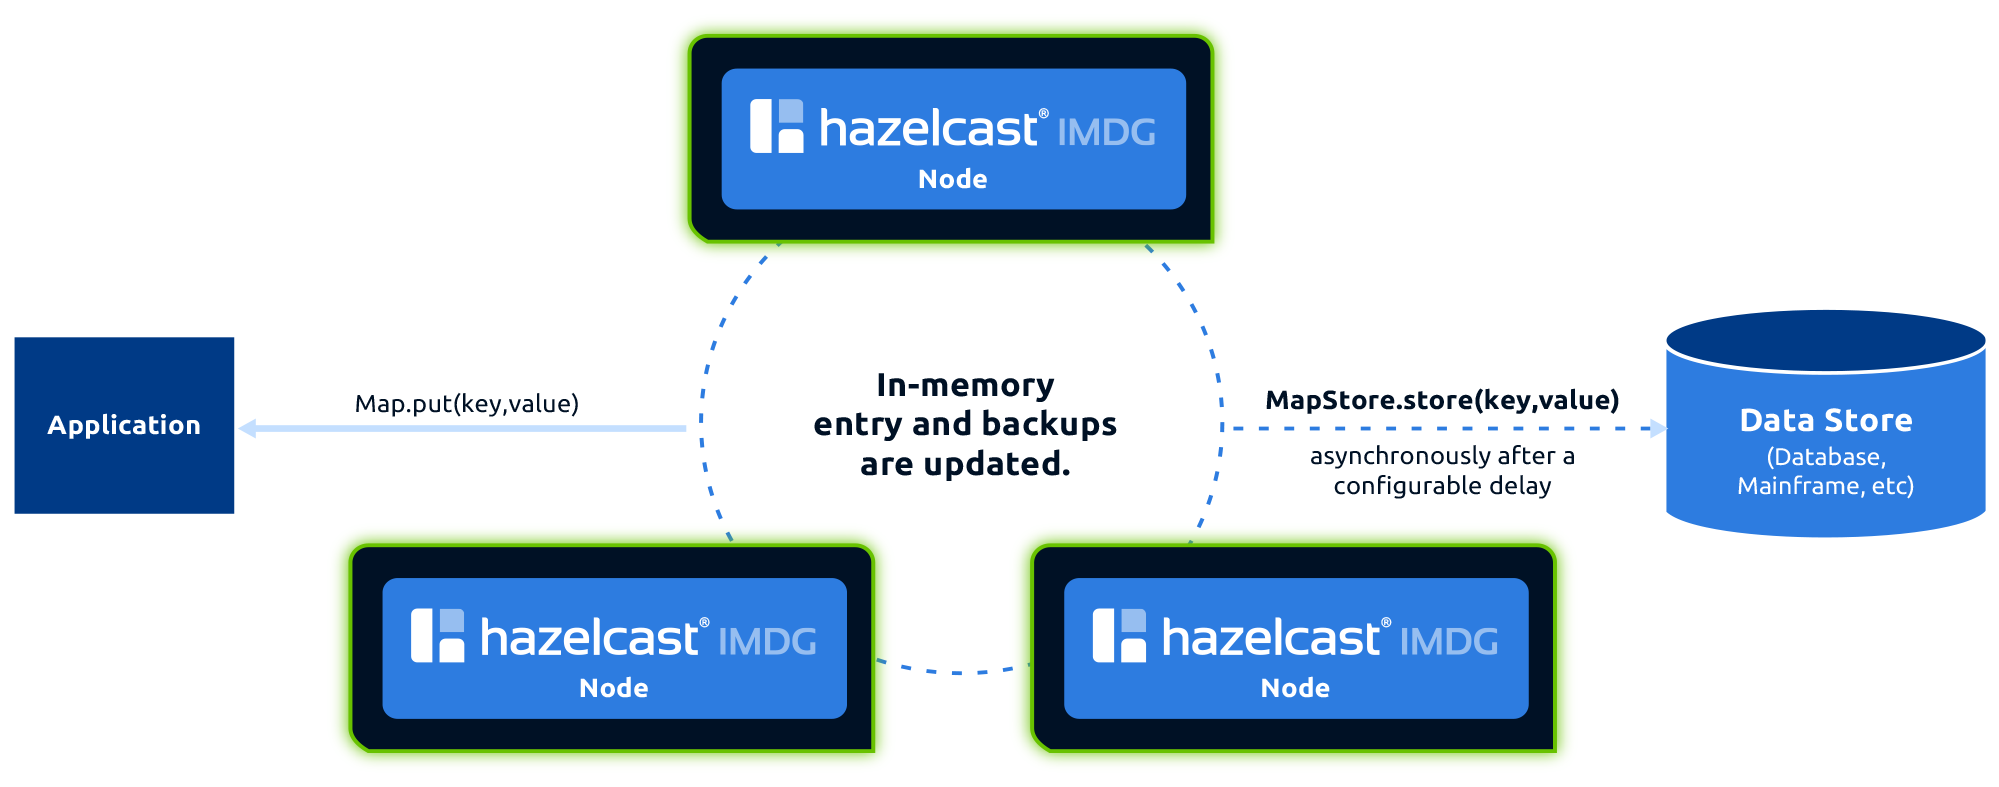 hazelcast® IMDG
Node
In-memory
entry and backups
are updated.
Application
Map.put(key,value)
MapStore.store(key,value)
asynchronously after a
configurable delay
Data Store
(Database,
Mainframe, etc)
hazelcast® IMDG
Node
hazelcast® IMDG
Node